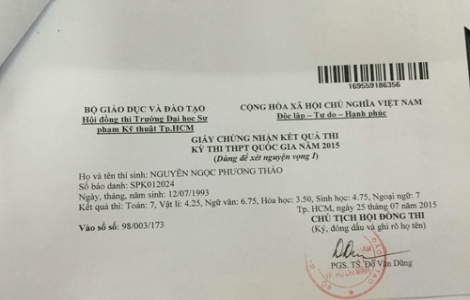 169559186356
BỘ GIÁO DỤC VÀ ĐÀO TẠO
Hội đồng thi Trường Đại học Sư
phạm Kỹ thuật Tp.HCM
CỘNG HÒA XÃ HỘI CHỦ NGHĨA VIỆT NAM
Độc lập – Tự do – Hạnh phúc
GIẤY CHỨNG NHẬN KẾT QUẢ THI
KỲ THI THPT QUỐC GIA NĂM 2015
(Dùng để xét nguyện vọng I)
Họ và tên thí sinh: NGUYỄN NGỌC PHƯƠNG THẢO
Số báo danh: SPK012024
Ngày, tháng, năm sinh: 12/07/1993
Kết quả thi: Toán: 7, Vật lí: 4.25, Ngữ văn: 6.75, Hóa học: 3.50, Sinh học: 4.75, Ngoại ngữ: 7
Tp. HCM, ngày 25 tháng 07 năm 2015
Vào sổ số: 98/003/173
CHỦ TỊCH HỘI ĐỒNG THI
(Ký, đóng dấu và ghi rõ họ tên)
PGS. TS. Đỗ Văn Dũng